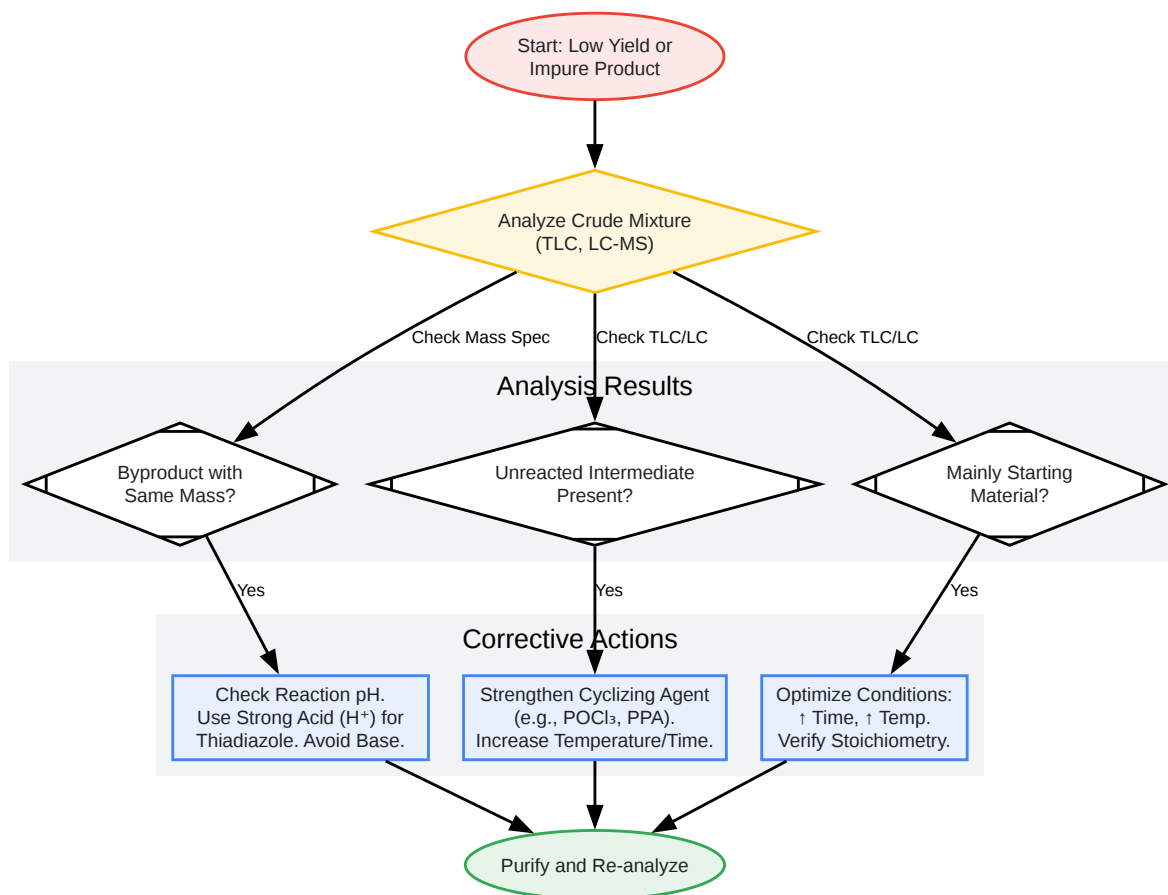 Start: Low Yield or
Impure Product
Analyze Crude Mixture
(TLC, LC-MS)
Check Mass Spec
Check TLC/LC
Check TLC/LC
Analysis Results
Byproduct with
Same Mass?
Unreacted Intermediate
Present?
Mainly Starting
Material?
Yes
Yes
Yes
Corrective Actions
Check Reaction pH.
Use Strong Acid (H⁺) for
Thiadiazole. Avoid Base.
Strengthen Cyclizing Agent
(e.g., POCl₃, PPA).
Increase Temperature/Time.
Optimize Conditions:
↑ Time, ↑ Temp.
Verify Stoichiometry.
Purify and Re-analyze